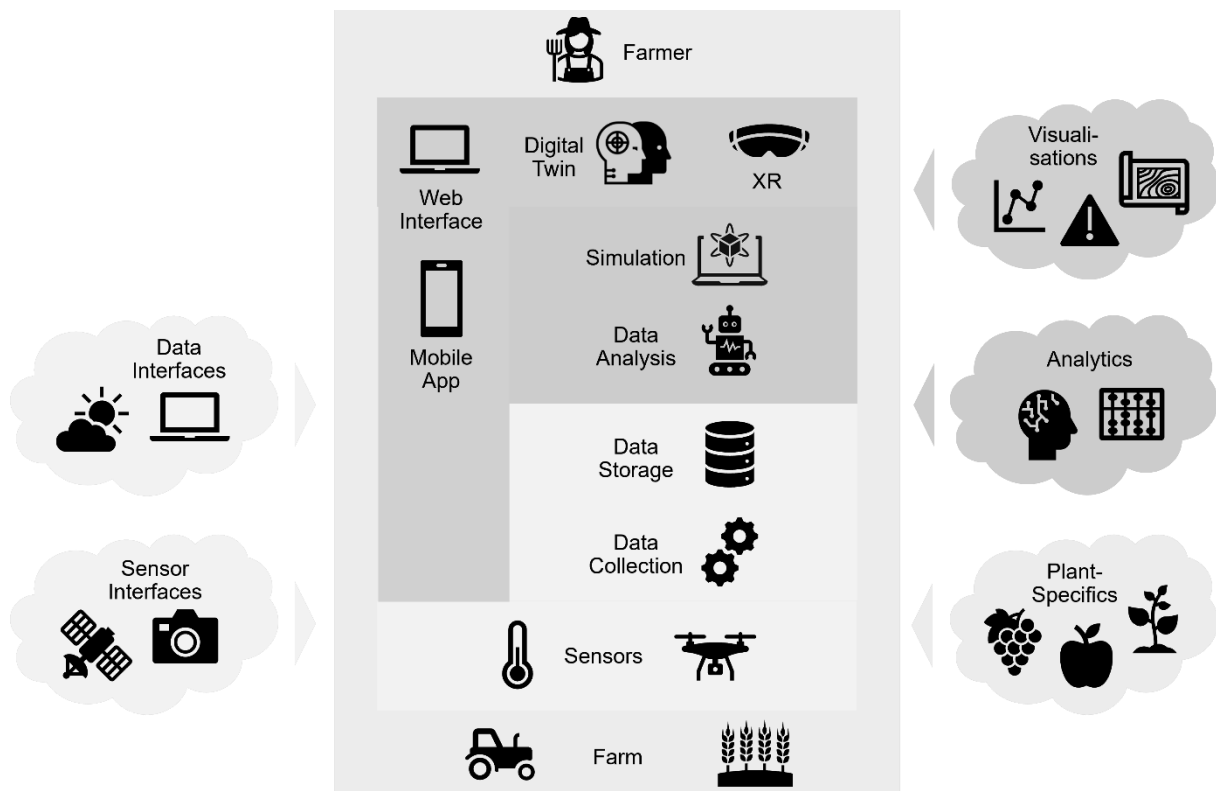 Farmer
Web
Interface
Digital
Twin
XR
Simulation
Mobile
App
Data
Analysis
Data
Storage
Data
Collection
Sensors
Farm
Data
Interfaces
Sensor
Interfaces
Visuali-
sations
Analytics
Plant-
Specifics